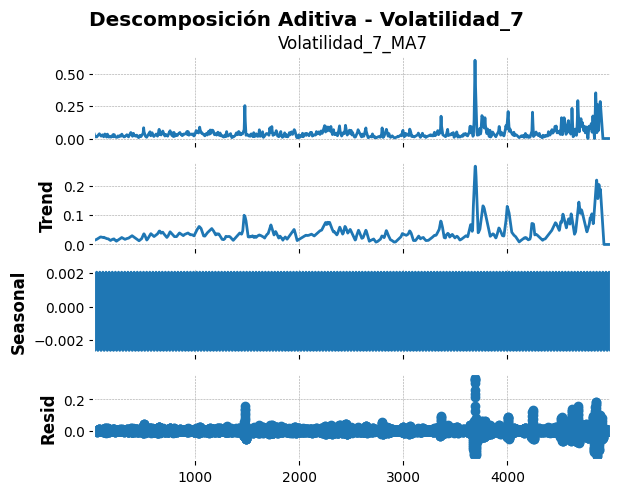 Descomposición Aditiva - Volatilidad_7
Volatilidad_7_MA7
0.50
0.25
0.00
Trend
0.2
0.1
0.0
Seasonal
0.002
0.000
−0.002
Resid
0.2
0.0
1000 2000 3000 4000